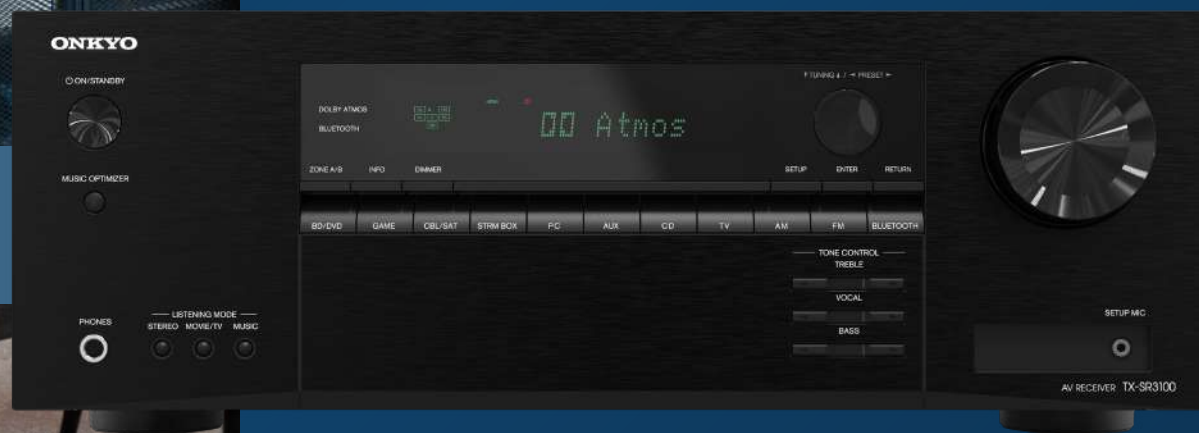 ONKYO
ON/STANDBY
MUSIC OPTIMIZER
TUNING / PRESET
DOLBY ATMOS
BLUETOOTH
Atmos
ZONE A/B INFO DIMMER SETUP ENTER RETURN
BD/DVD GAME CBL/SAT STRM BOX PC AUX CD TV AM FM BLUETOOTH
TONE CONTROL
TREBLE
VOCAL
BASS
PHONES
LISTENING MODE
STEREO MOVIE/TV MUSIC
SETUP MIC
AV RECEIVER TX-SR3100